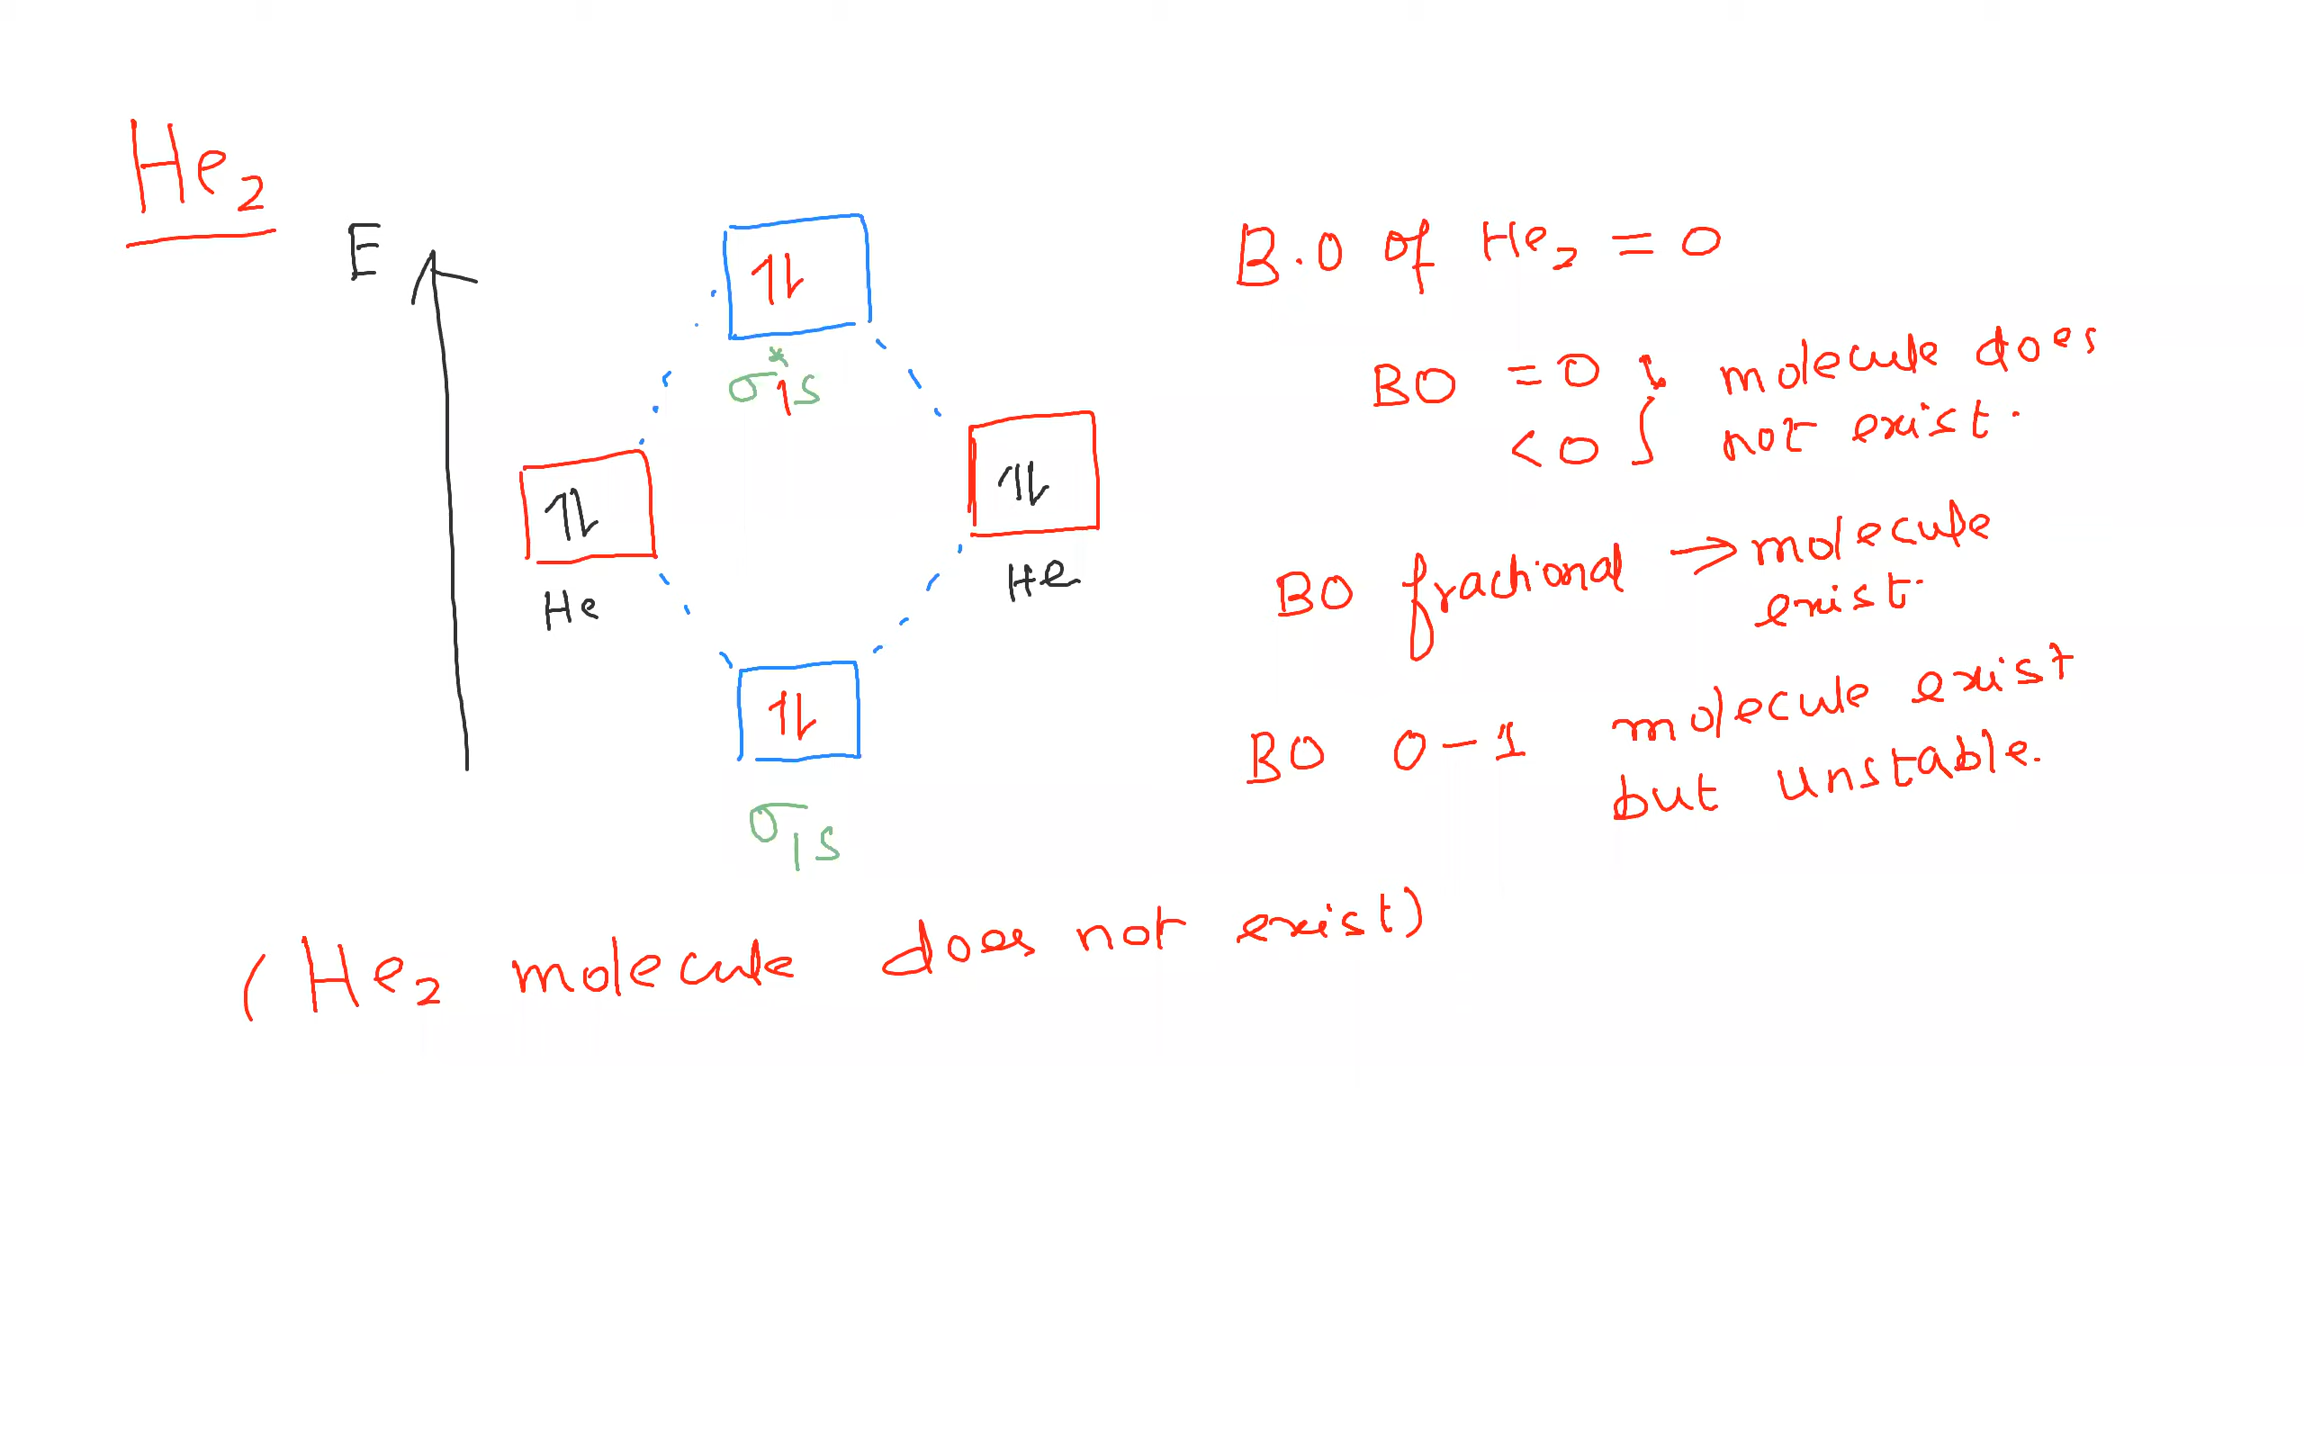 He₂
E
⥮
σ*1s
⥮
He
⥮
He
⥮
σ1s
B.O of He₂ = 0
BO = 0 } molecule does
< 0 } not exist.
BO fractional → molecule
exist.
BO 0-1 molecule exist
but unstable.
(He₂ molecule does not exist)